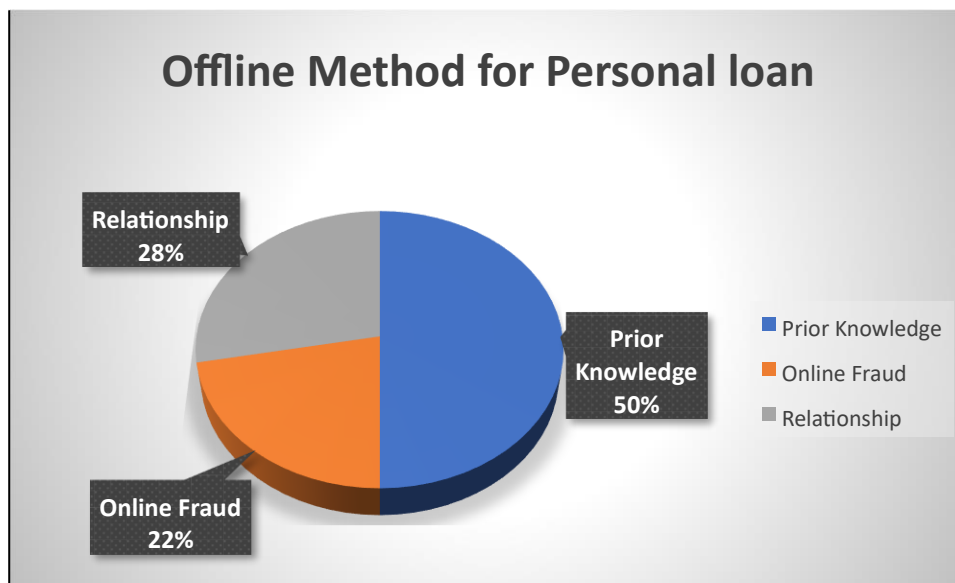 Offline Method for Personal loan
Relationship
28%
Prior
Knowledge
50%
Online Fraud
22%
Prior Knowledge
Online Fraud
Relationship